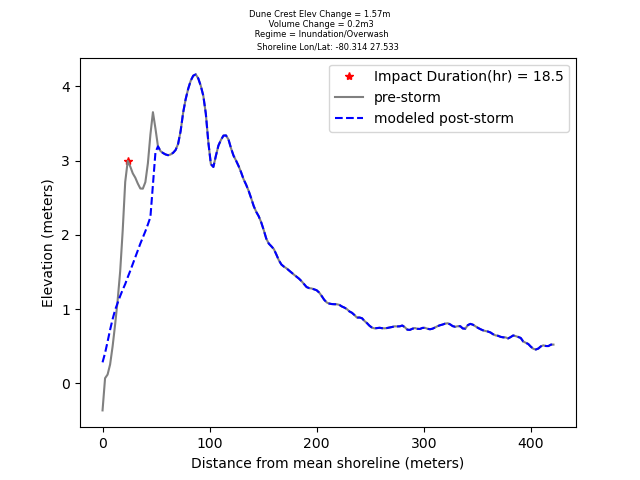 Dune Crest Elev Change = 1.57m
Volume Change = 0.2m3
Regime = Inundation/Overwash
Shoreline Lon/Lat: -80.314 27.533
Impact Duration(hr) = 18.5
pre-storm
modeled post-storm
4
3
2
1
0
Elevation (meters)
0 100 200 300 400
Distance from mean shoreline (meters)